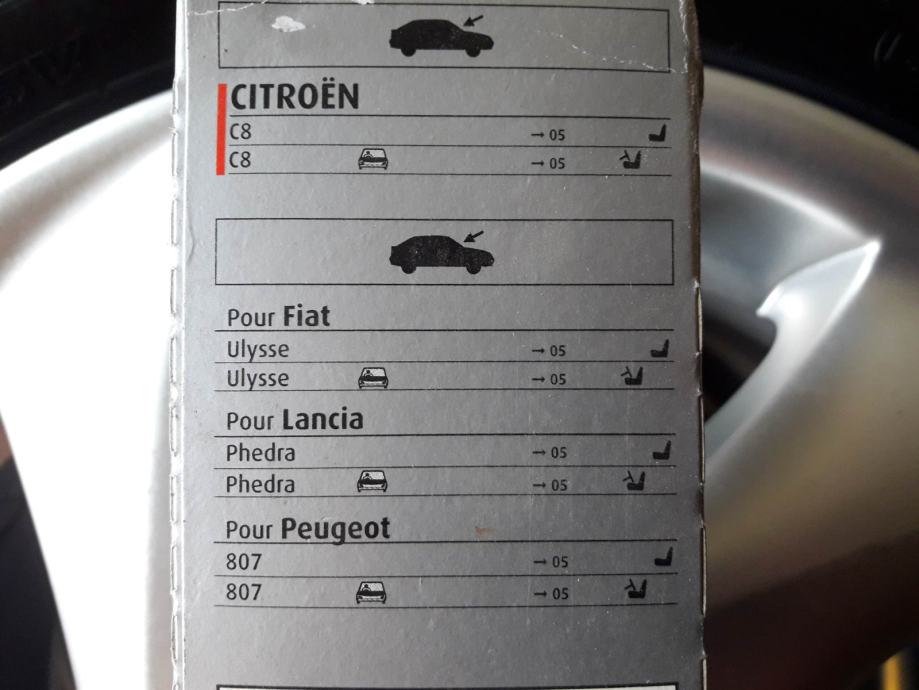 CITROËN
C8 → 05
C8 → 05
Pour Fiat
Ulysse → 05
Ulysse → 05
Pour Lancia
Phedra → 05
Phedra → 05
Pour Peugeot
807 → 05
807 → 05